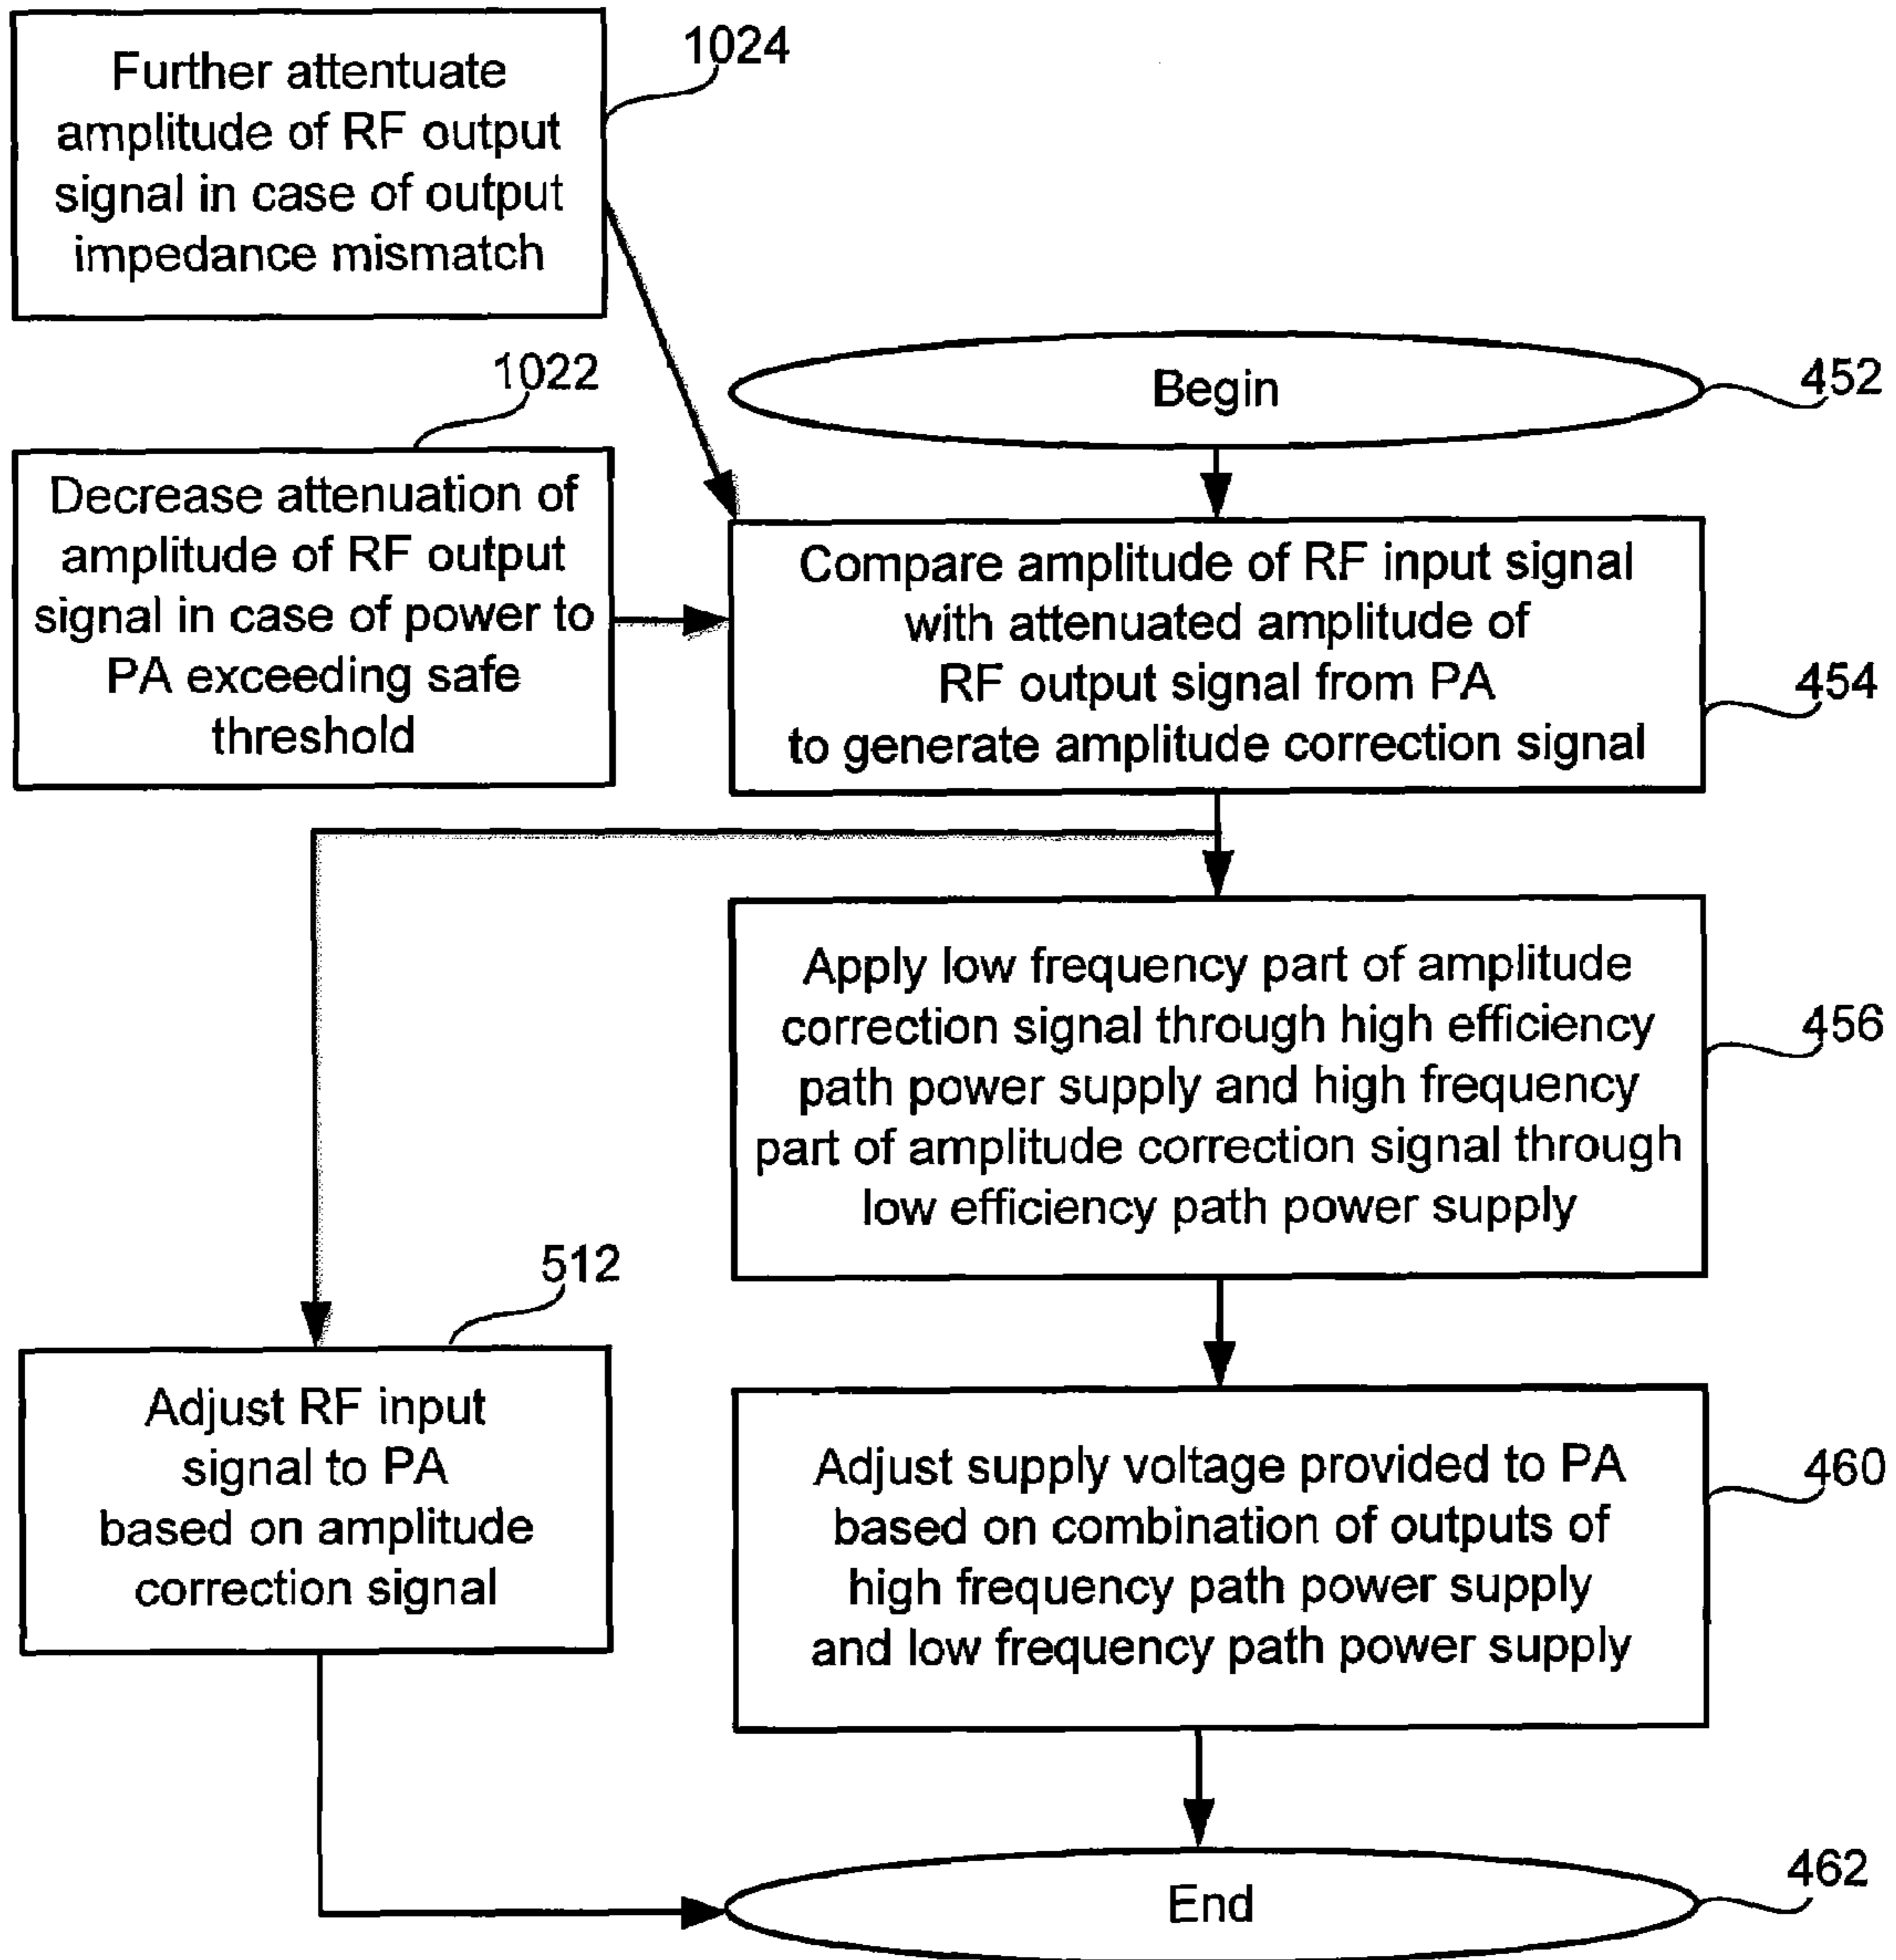 Further attentuate
amplitude of RF output
signal in case of output
impedance mismatch
1024
1022
Decrease attenuation of
amplitude of RF output
signal in case of power to
PA exceeding safe
threshold
Begin
452
Compare amplitude of RF input signal
with attenuated amplitude of
RF output signal from PA
to generate amplitude correction signal
454
Apply low frequency part of amplitude
correction signal through high efficiency
path power supply and high frequency
part of amplitude correction signal through
low efficiency path power supply
456
512
Adjust RF input
signal to PA
based on amplitude
correction signal
Adjust supply voltage provided to PA
based on combination of outputs of
high frequency path power supply
and low frequency path power supply
460
End
462